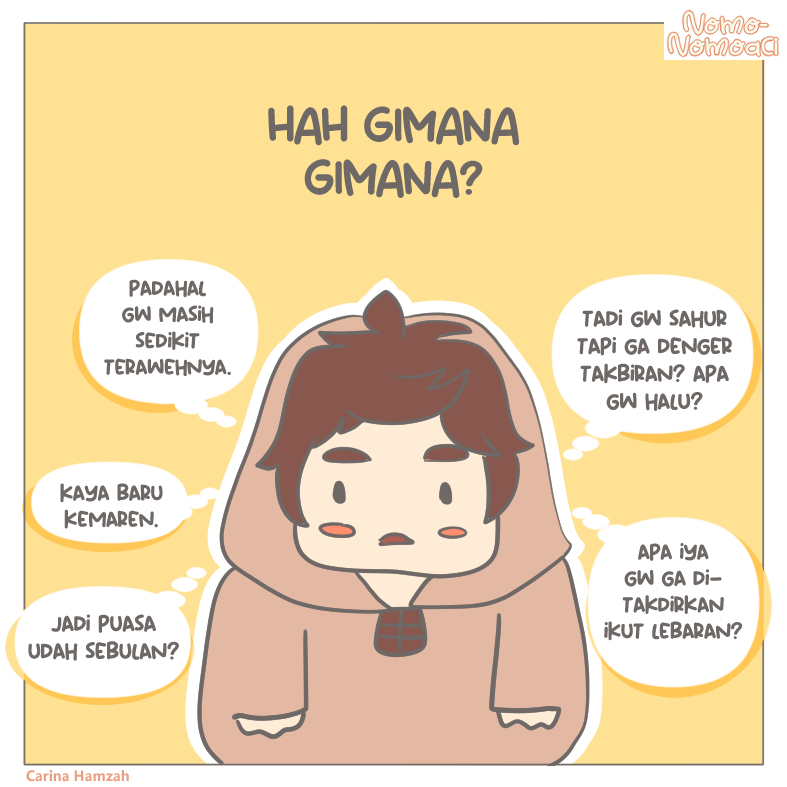 Nomo-
Nomoaci
HAH GIMANA
GIMANA?
PADAHAL
GW MASIH
SEDIKIT
TERAWEHNYA.
TADI GW SAHUR
TAPI GA DENGER
TAKBIRAN? APA
GW HALU?
KAYA BARU
KEMAREN.
APA IYA
GW GA DI-
TAKDIRKAN
IKUT LEBARAN?
JADI PUASA
UDAH SEBULAN?
Carina Hamzah